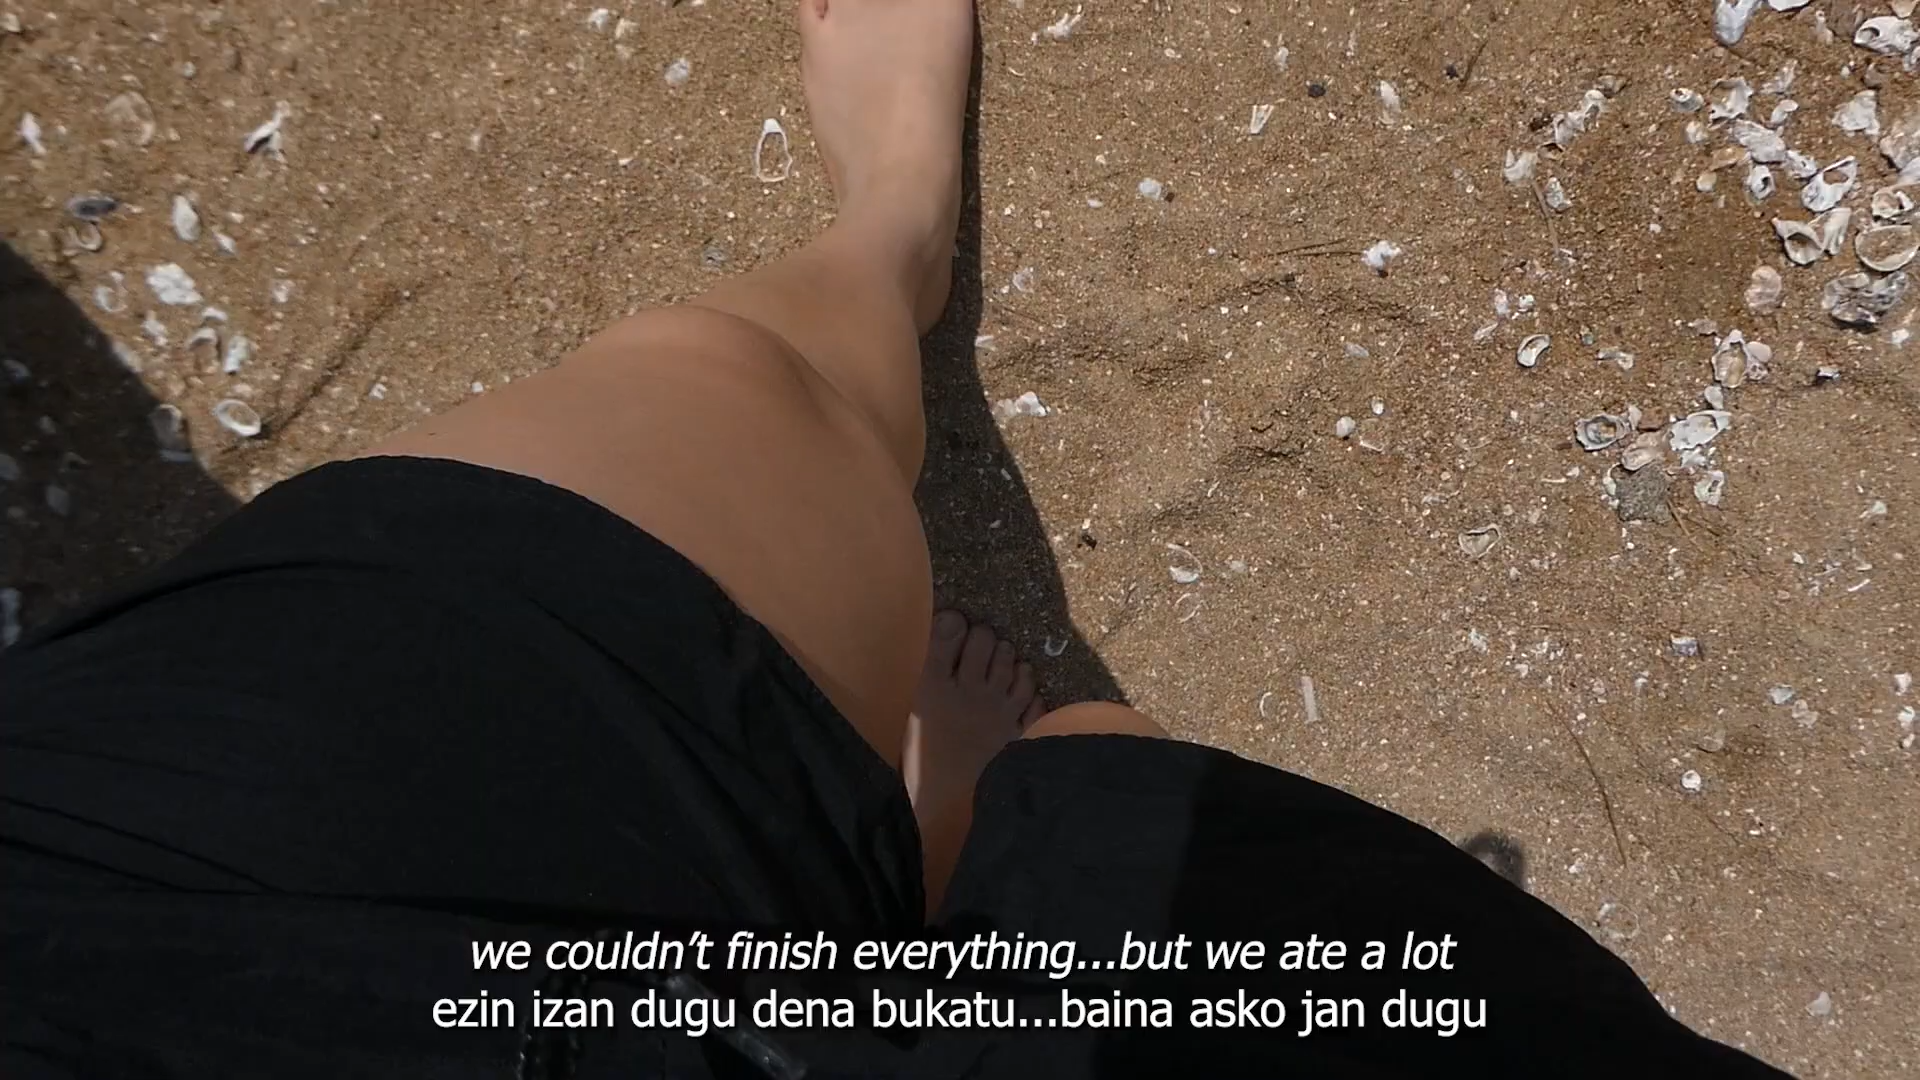 we couldn’t finish everything...but we ate a lot
ezin izan dugu dena bukatu...baina asko jan dugu